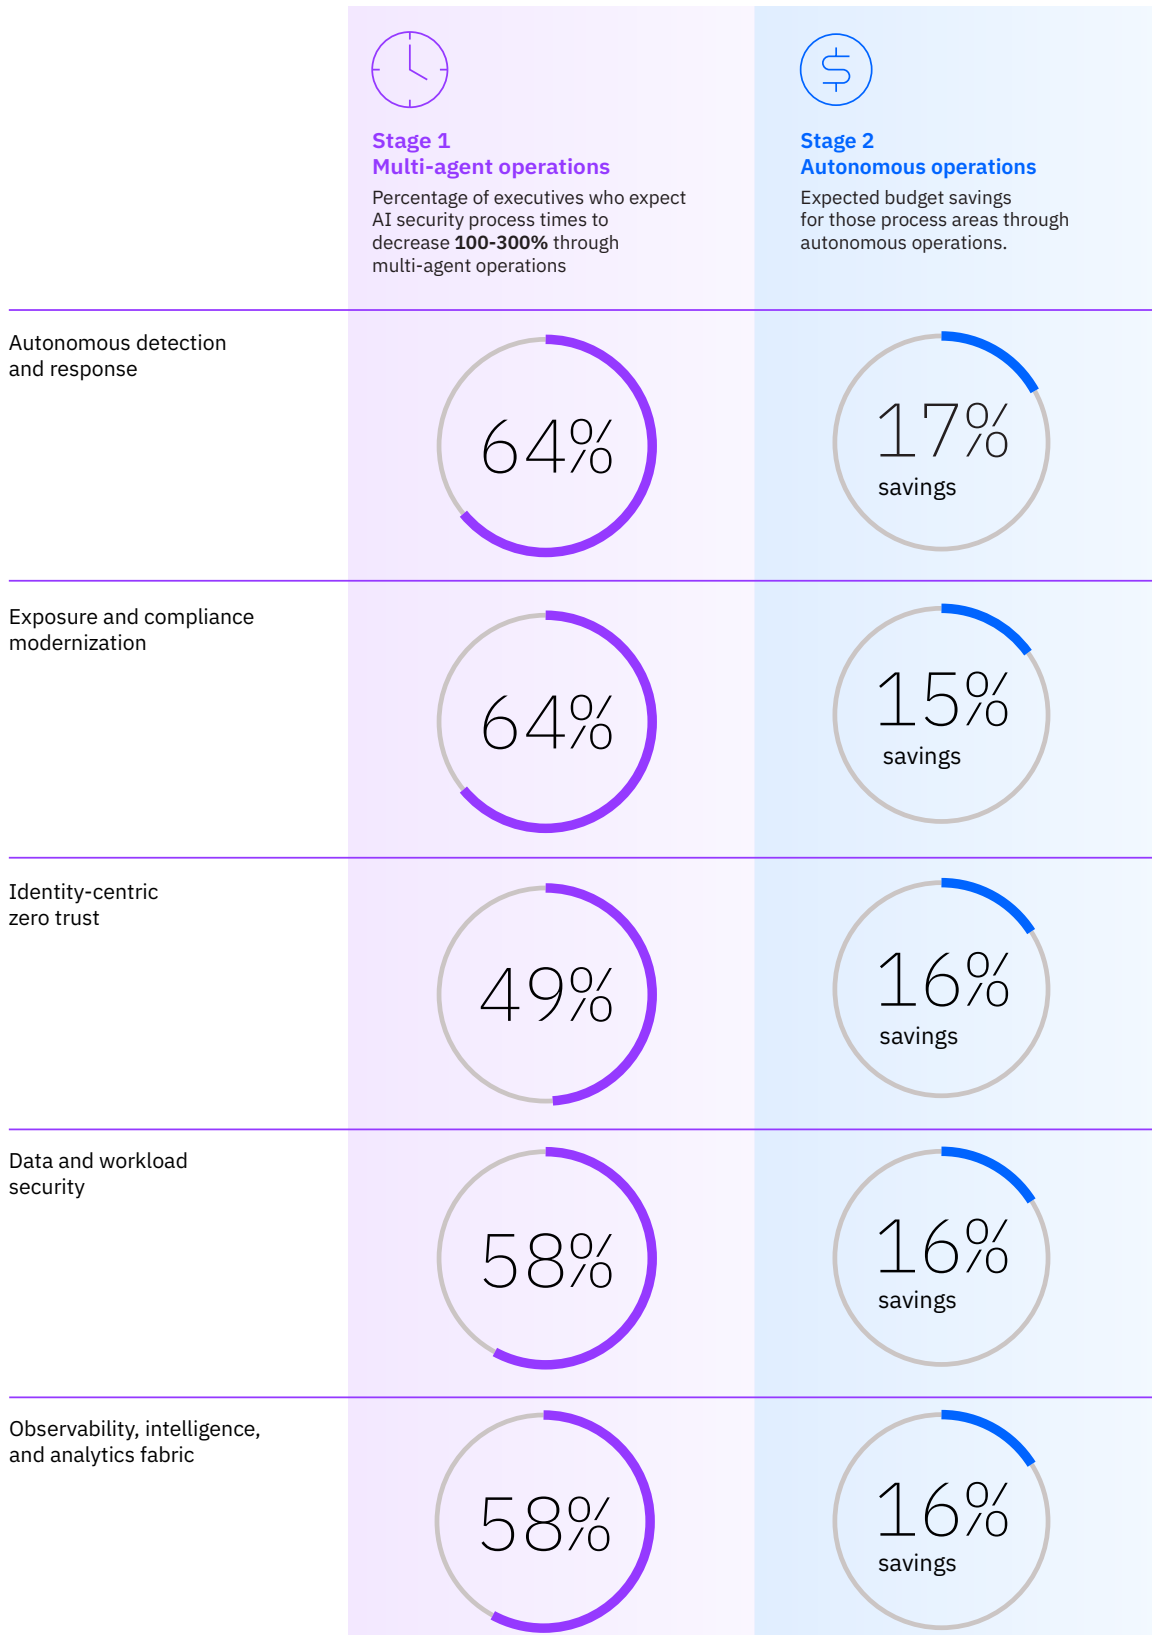 Stage 1
Multi-agent operations
Percentage of executives who expect
AI security process times to
decrease 100-300% through
multi-agent operations
Stage 2
Autonomous operations
Expected budget savings
for those process areas through
autonomous operations.
Autonomous detection
and response
64%
17%
savings
Exposure and compliance
modernization
64%
15%
savings
Identity-centric
zero trust
49%
16%
savings
Data and workload
security
58%
16%
savings
Observability, intelligence,
and analytics fabric
58%
16%
savings